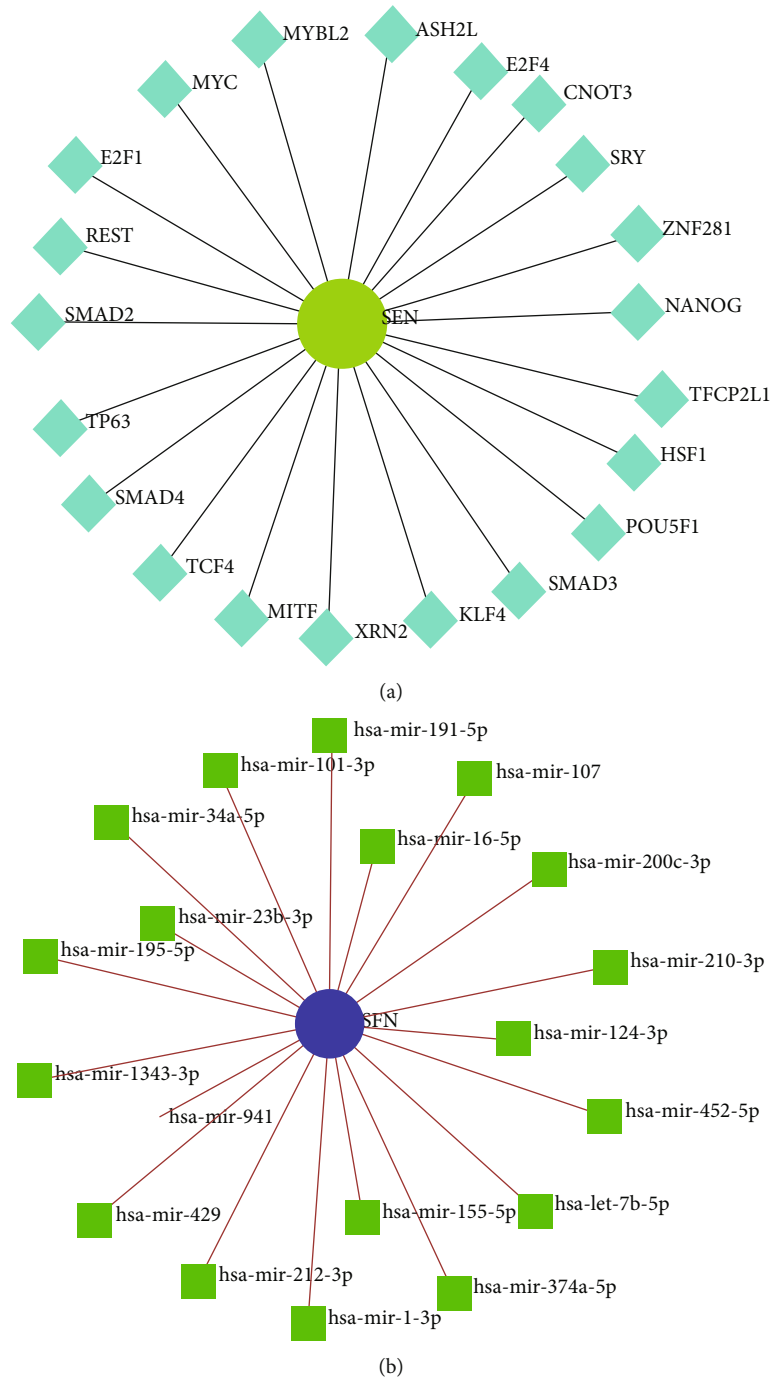 ASH2L
MYBL2
E2F4
MYC
CNOT3
E2F1
SRY
REST
ZNF281
SMAD2
SEN
NANOG
TFCP2L1
TP63
HSF1
SMAD4
POU5F1
TCF4
SMAD3
MITF
XRN2
KLF4
(a)
hsa-mir-191-5p
hsa-mir-101-3p
hsa-mir-107
hsa-mir-34a-5p
hsa-mir-16-5p
hsa-mir-200c-3p
hsa-mir-23b-3p
hsa-mir-195-5p
hsa-mir-210-3p
SFN
hsa-mir-124-3p
hsa-mir-1343-3p
hsa-mir-941
hsa-mir-452-5p
hsa-mir-429
hsa-mir-155-5p
hsa-let-7b-5p
hsa-mir-212-3p
hsa-mir-374a-5p
hsa-mir-1-3p
(b)